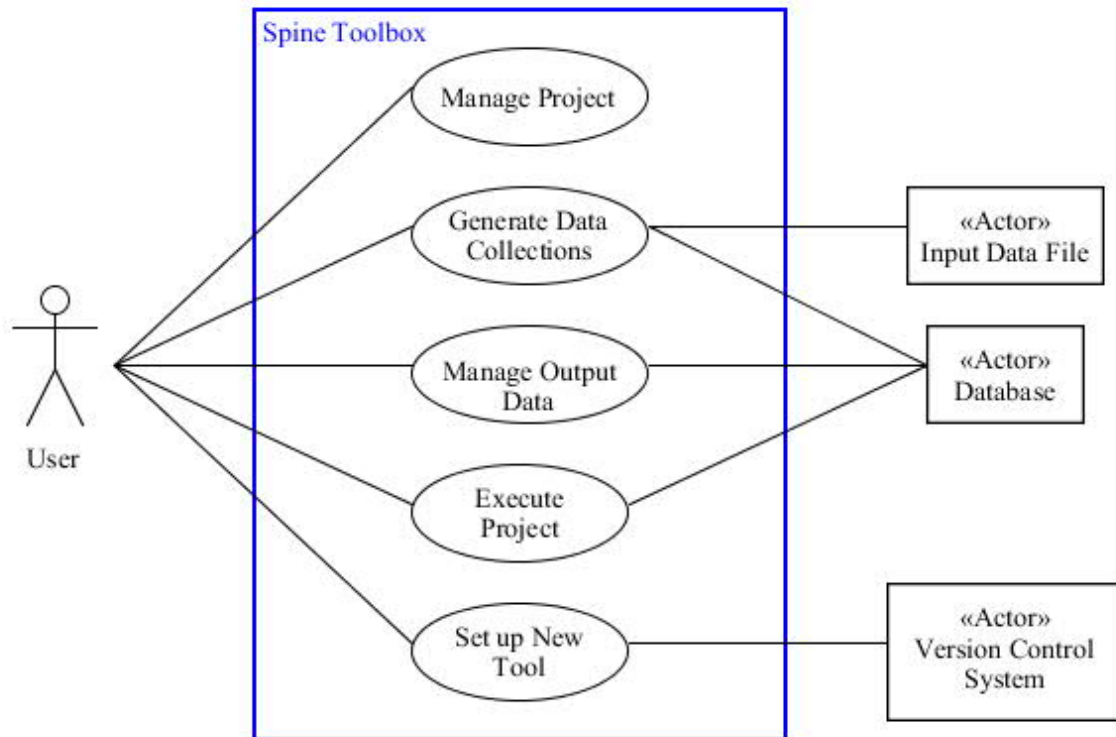 Spine Toolbox
Manage Project
Generate Data
Collections
«Actor»
Input Data File
Manage Output
Data
«Actor»
Database
User
Execute
Project
Set up New
Tool
«Actor»
Version Control
System